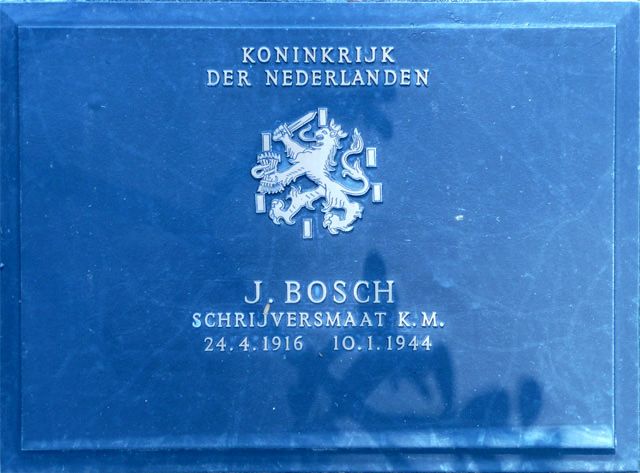 KONINKRIJK
DER NEDERLANDEN
J. BOSCH
SCHRIJVERSMAAT K.M.
24.4.1916 10.1.1944